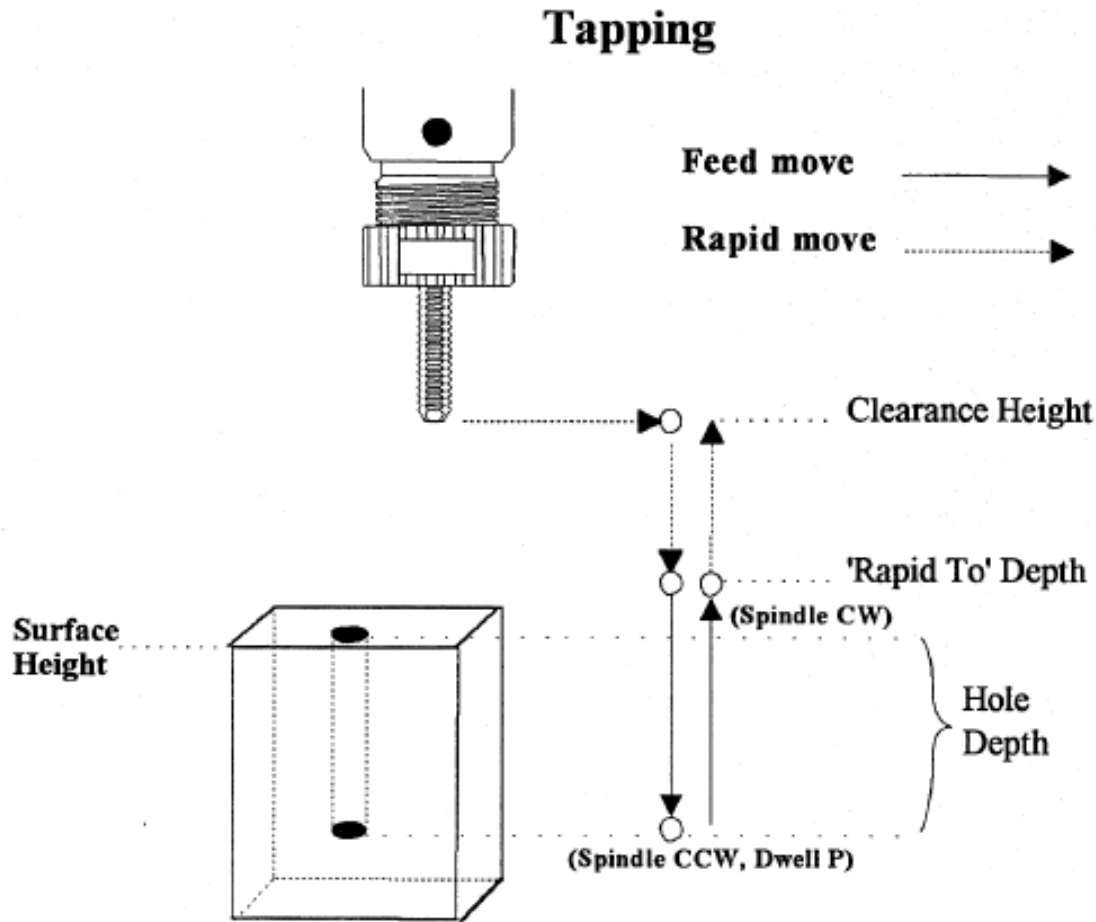 Tapping
Feed move
Rapid move
Clearance Height
'Rapid To' Depth
(Spindle CW)
Surface
Height
Hole
Depth
(Spindle CCW, Dwell P)